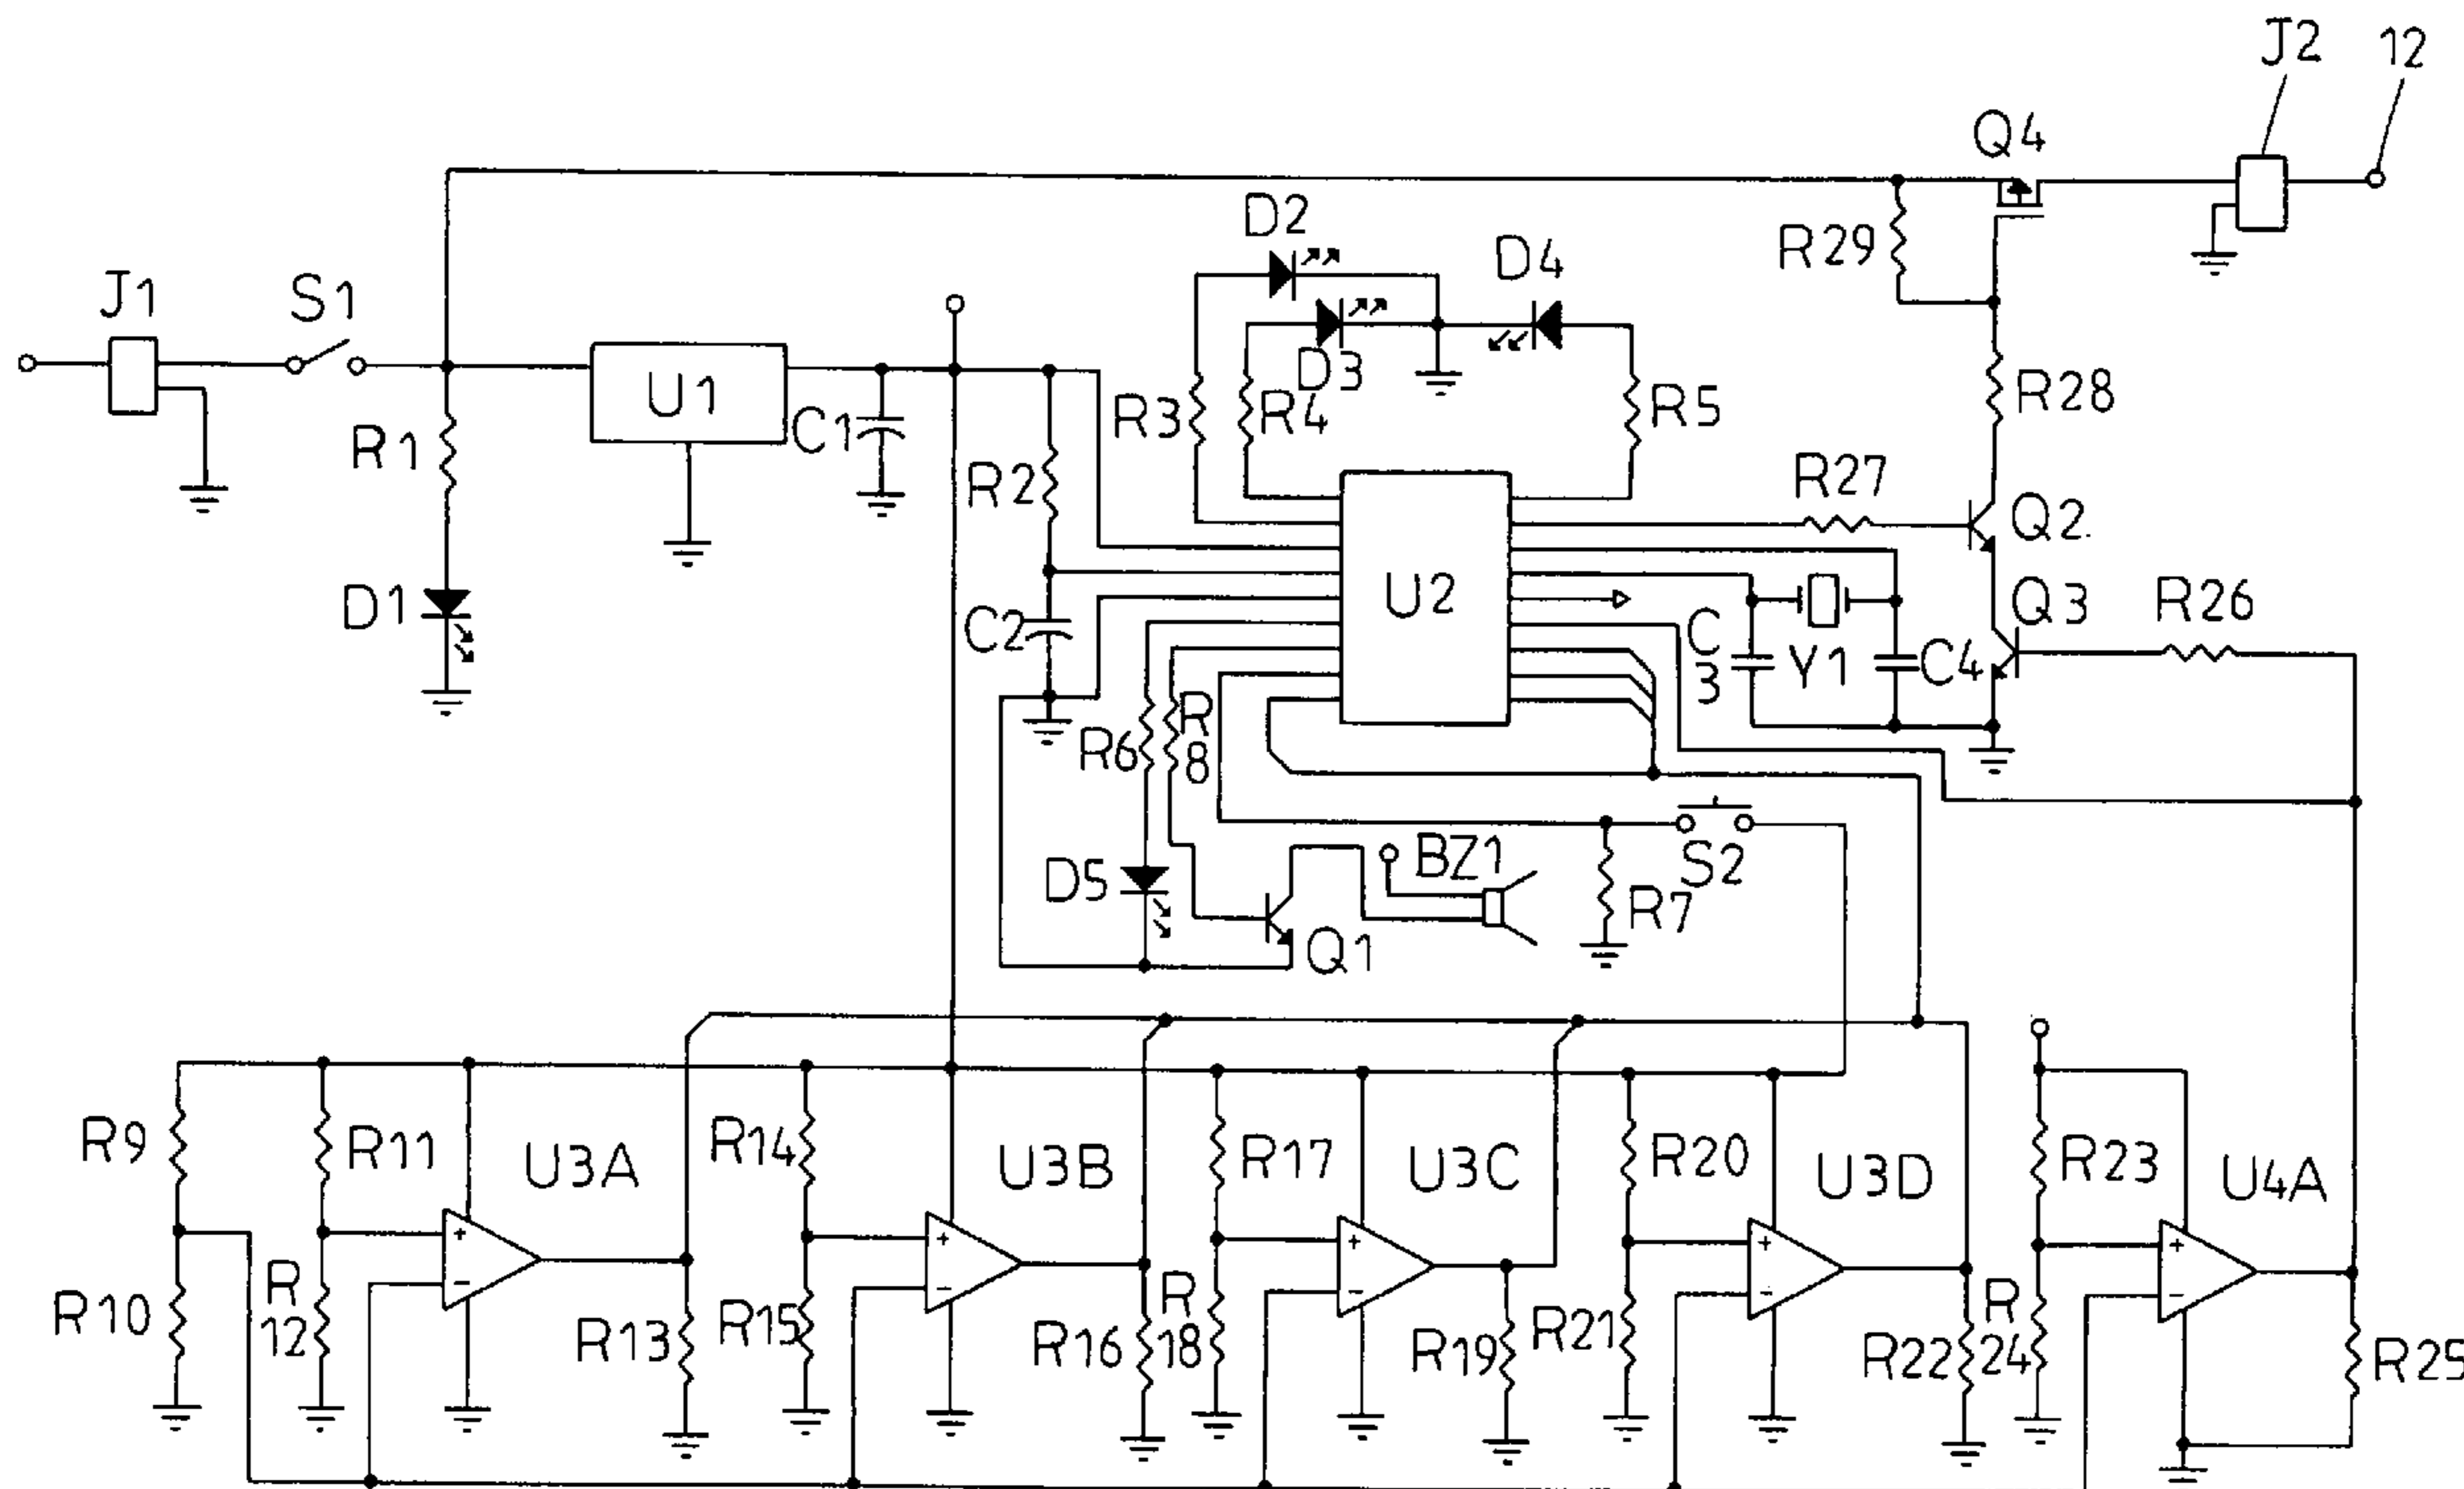 J2 12
Q4
D2
D4
R29
J1 S1
D3
U1
R1
C1
R2
R3 R4
R5
R28
R27
Q2.
U2
D1
C2
C
3
Y1
C4
Q3
R26
R6
R
8
D5
BZ1
S2
R7
Q1
R9
R11
U3A
R14
U3B
R17
U3C
R20
U3D
R23
U4A
+
+
+
+
+
-
-
-
-
-
R10
R
12
R13
R15
R16
R
18
R19
R21
R22
R
24
R25